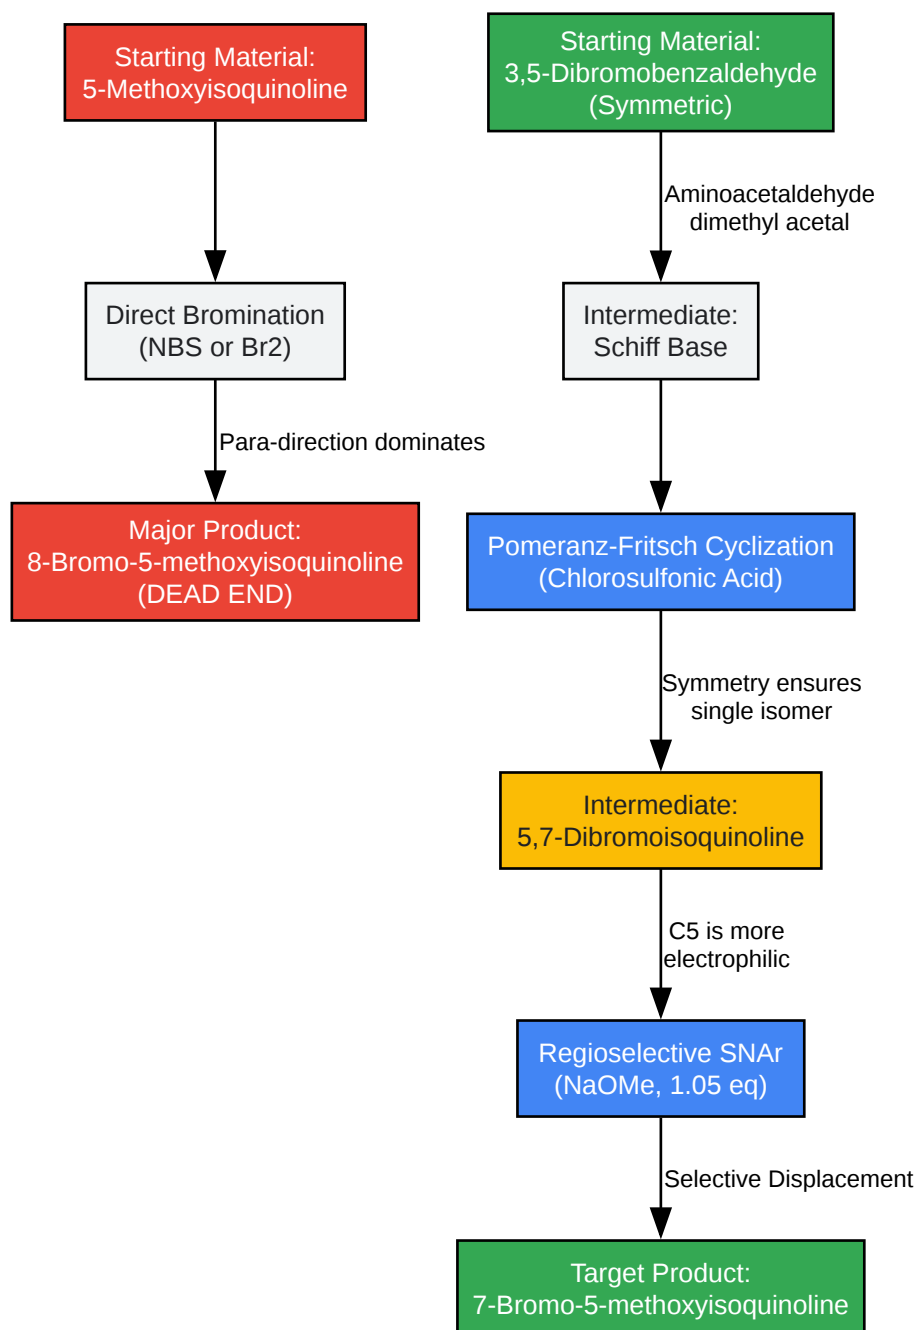 Starting Material:
5-Methoxyisoquinoline
Direct Bromination
(NBS or Br2)
Para-direction dominates
Major Product:
8-Bromo-5-methoxyisoquinoline
(DEAD END)
Starting Material:
3,5-Dibromobenzaldehyde
(Symmetric)
Aminoacetaldehyde
dimethyl acetal
Intermediate:
Schiff Base
Pomeranz-Fritsch Cyclization
(Chlorosulfonic Acid)
Symmetry ensures
single isomer
Intermediate:
5,7-Dibromoisoquinoline
C5 is more
electrophilic
Regioselective SNAr
(NaOMe, 1.05 eq)
Selective Displacement
Target Product:
7-Bromo-5-methoxyisoquinoline